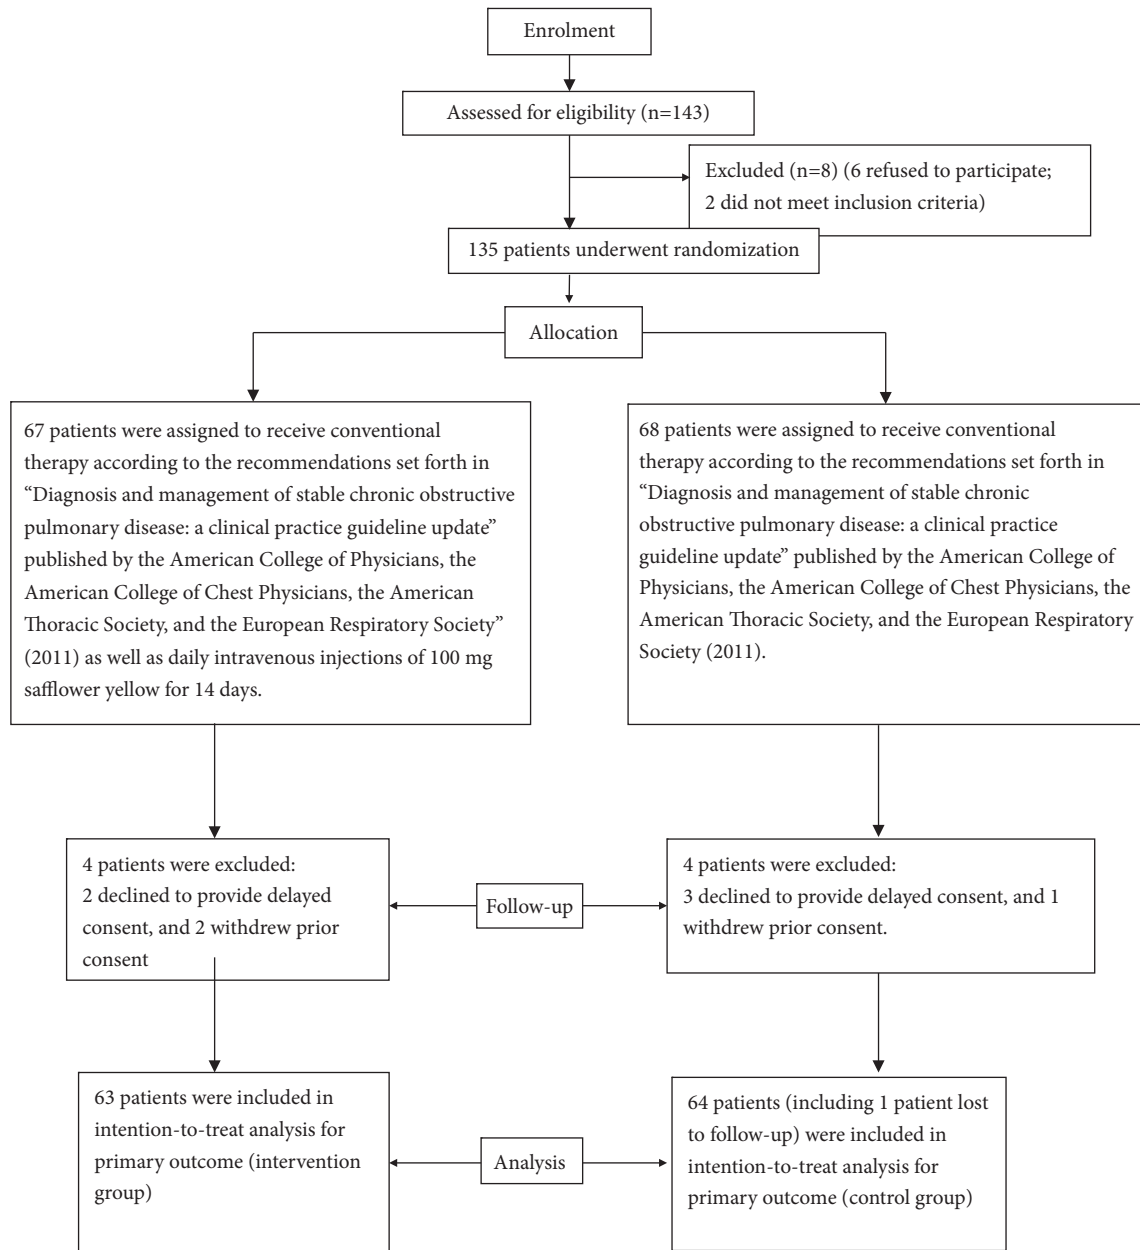 Enrolment
Assessed for eligibility (n=143)
Excluded (n=8) (6 refused to participate;
2 did not meet inclusion criteria)
135 patients underwent randomization
Allocation
67 patients were assigned to receive conventional
therapy according to the recommendations set forth in
“Diagnosis and management of stable chronic obstructive
pulmonary disease: a clinical practice guideline update”
published by the American College of Physicians, the
American College of Chest Physicians, the American
Thoracic Society, and the European Respiratory Society”
(2011) as well as daily intravenous injections of 100 mg
safflower yellow for 14 days.
68 patients were assigned to receive conventional
therapy according to the recommendations set forth in
“Diagnosis and management of stable chronic
obstructive pulmonary disease: a clinical practice
guideline update” published by the American College of
Physicians, the American College of Chest Physicians, the
American Thoracic Society, and the European Respiratory
Society (2011).
4 patients were excluded:
2 declined to provide delayed
consent, and 2 withdrew prior
consent
Follow-up
4 patients were excluded:
3 declined to provide delayed consent, and 1
withdrew prior consent.
63 patients were included in
intention-to-treat analysis for
primary outcome (intervention
group)
Analysis
64 patients (including 1 patient lost
to follow-up) were included in
intention-to-treat analysis for
primary outcome (control group)